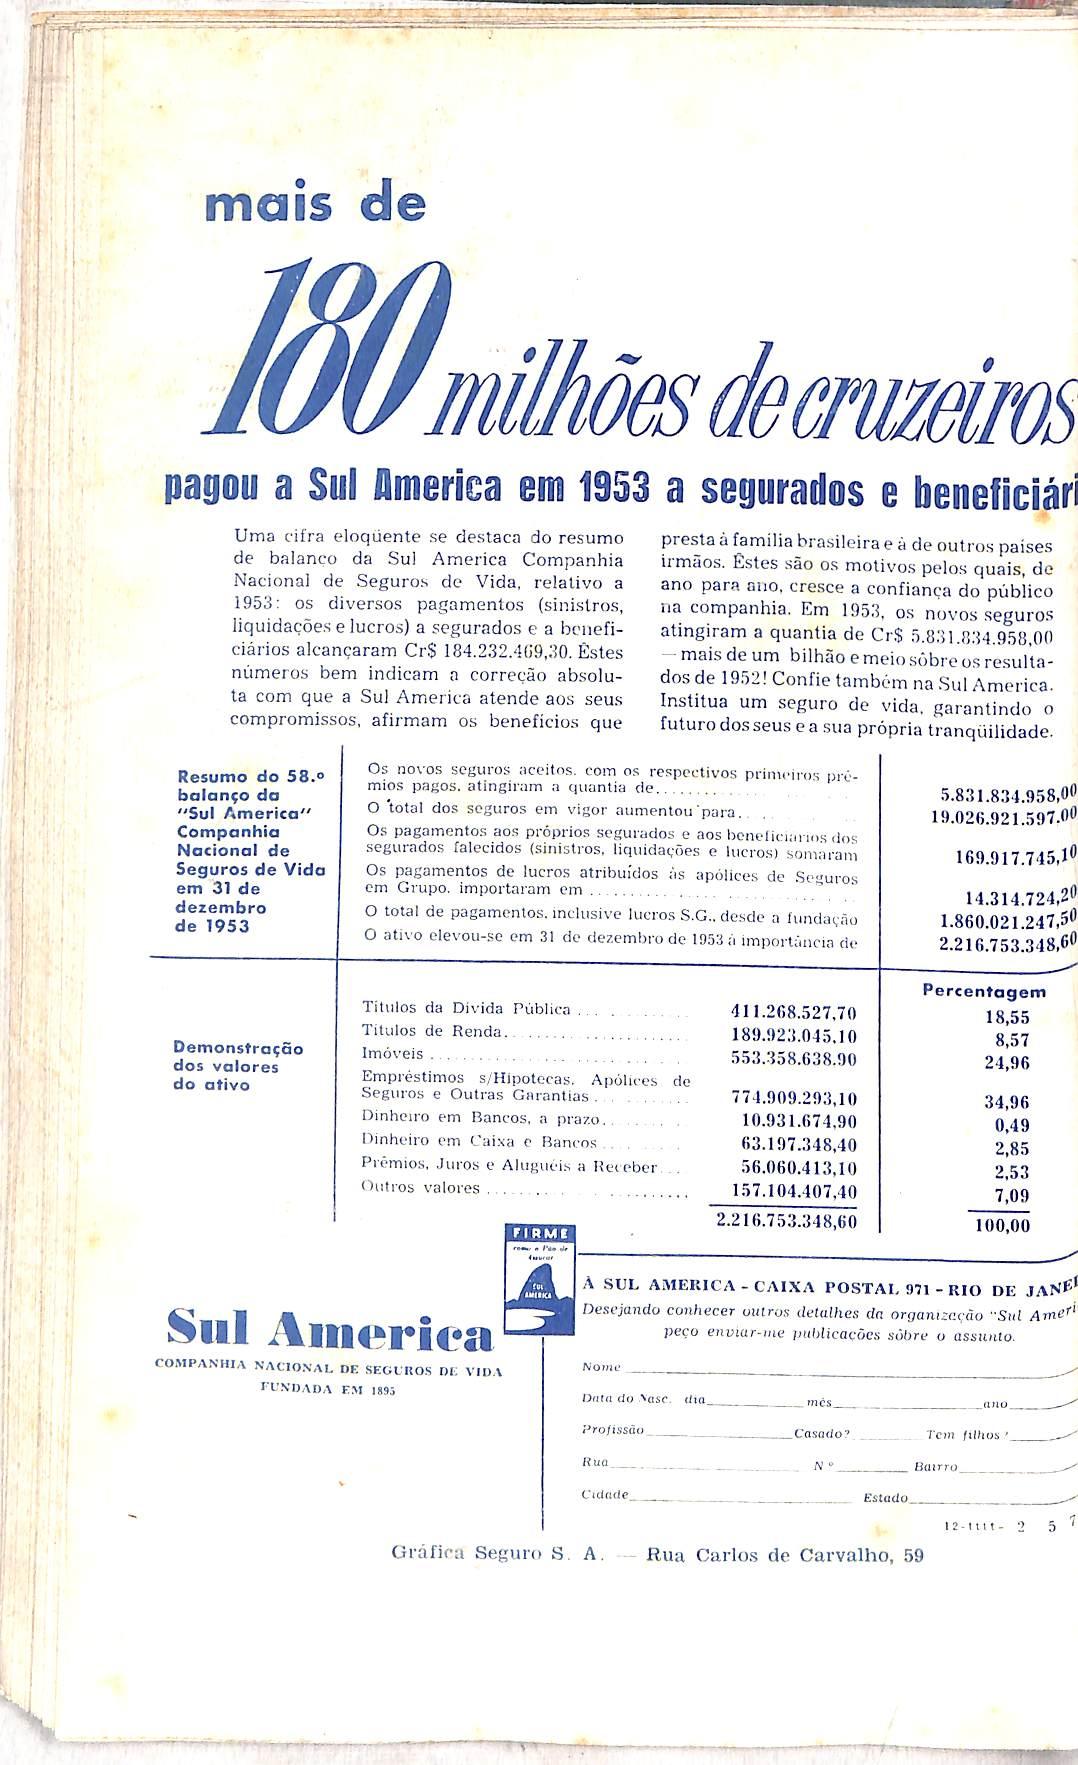 mais de
180 milhões de cruzeiros
pagou a Sul America em 1953 a segurados e beneficiári
Uma cifra eloqüente se destaca do resumo
de balanço da Sul America Companhia
Nacional de Seguros de Vida, relativo a
1953: os diversos pagamentos (sinistros,
liquidações e lucros) a segurados e a benefi-
ciários alcançaram Cr$ 184.232.469,30. Êstes
números bem indicam a correção absolu-
ta com que a Sul America atende aos seus
compromissos, afirmam os benefícios que
presta à família brasileira e à de outros países
irmãos. Êstes são os motivos pelos quais, de
ano para ano, cresce a confiança do público
na companhia. Em 1953, os novos seguros
atingiram a quantia de Cr$ 5.831.834.958,00
— mais de um bilhão e meio sôbre os resulta-
dos de 1952! Confie também na Sul America.
Institua um seguro de vida, garantindo o
futuro dos seus e a sua própria tranqüilidade.
Resumo do 58.º
balanço da
"Sul America"
Companhia
Nacional de
Seguros de Vida
em 31 de
dezembro
de 1953
Os novos seguros aceitos, com os respectivos primeiros prê-
mios pagos, atingiram a quantia de.................... 5.831.834.958,00
O total dos seguros em vigor aumentou para............ 19.026.921.597,00
Os pagamentos aos próprios segurados e aos beneficiários dos
segurados falecidos (sinistros, liquidações e lucros) somaram 169.917.745,10
Os pagamentos de lucros atribuídos às apólices de Seguros
em Grupo, importaram em .................... 14.314.724,20
O total de pagamentos, inclusive lucros S.G., desde a fundação 1.860.021.247,50
O ativo elevou-se em 31 de dezembro de 1953 à importância de 2.216.753.348,60
Demonstração
dos valores
do ativo
Percentagem
Títulos da Dívida Pública ............ 411.268.527,70 18,55
Títulos de Renda.................... 189.923.045,10 8,57
Imóveis ........................ 553.358.638.90 24,96
Empréstimos s/Hipotecas, Apólices de
Seguros e Outras Garantias............ 774.909.293,10 34,96
Dinheiro em Bancos, a prazo.......... 10.931.674,90 0,49
Dinheiro em Caixa e Bancos.......... 63.197.348,40 2,85
Prêmios, Juros e Aluguéis a Receber... 56.060.413,10 2,53
Outros valores ...................... 157.104.407,40 7,09
2.216.753.348,60 100,00
FIRME
como o Pão de
Açucar
SUL
AMERICA
Sul America
COMPANHIA NACIONAL DE SEGUROS DE VIDA
FUNDADA EM 1895
À SUL AMERICA - CAIXA POSTAL 971 - RIO DE JANEI
Desejando conhecer outros detalhes da organização "Sul Ameri
peço enviar-me publicações sôbre o assunto.
Nome
Data do Nasc. dia mês ano
Profissão Casado? Tem filhos?
Rua N.º Bairro
Cidade Estado
12-tttt- 2 5 7
Gráfica Seguro S. A. — Rua Carlos de Carvalho, 59